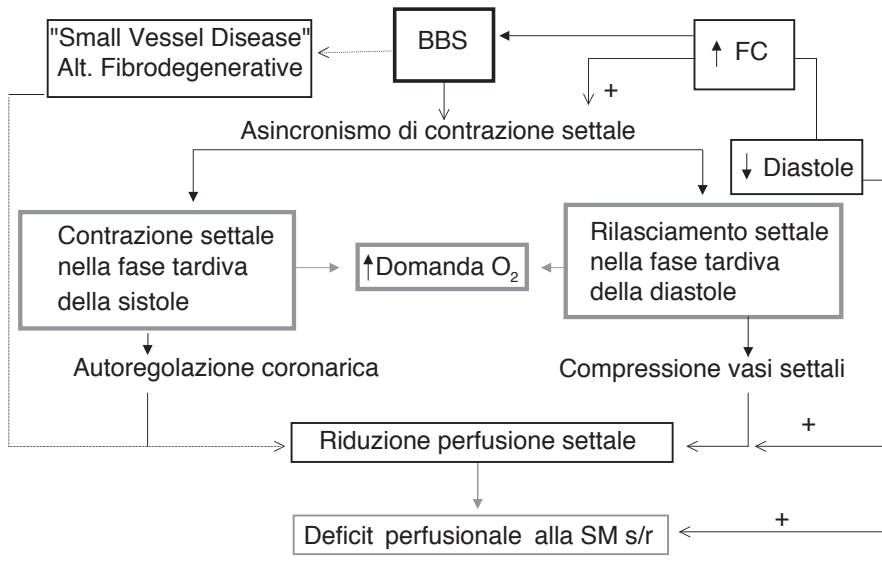 "Small Vessel Disease"
Alt. Fibrodegenerative
BBS
↑ FC
+
Asincronismo di contrazione settale
↓ Diastole
Contrazione settale
nella fase tardiva
della sistole
↑Domanda O₂
Rilasciamento settale
nella fase tardiva
della diastole
Autoregolazione coronarica
Compressione vasi settali
+
Riduzione perfusione settale
+
Deficit perfusionale alla SM s/r